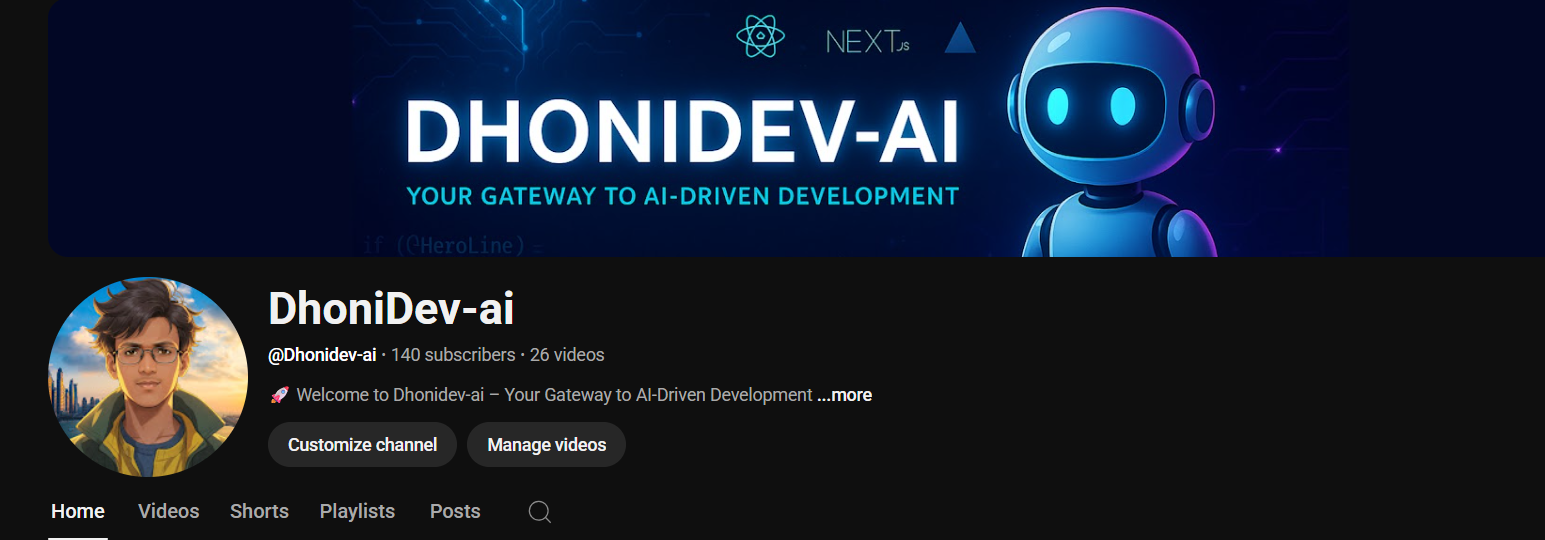 NEXT.JS
DHONIDEV-AI
YOUR GATEWAY TO AI-DRIVEN DEVELOPMENT
if (@HeroLine) =
DhoniDev-ai
@Dhonidev-ai · 140 subscribers · 26 videos
🚀 Welcome to Dhonidev-ai – Your Gateway to AI-Driven Development ...more
Customize channel Manage videos
Home Videos Shorts Playlists Posts